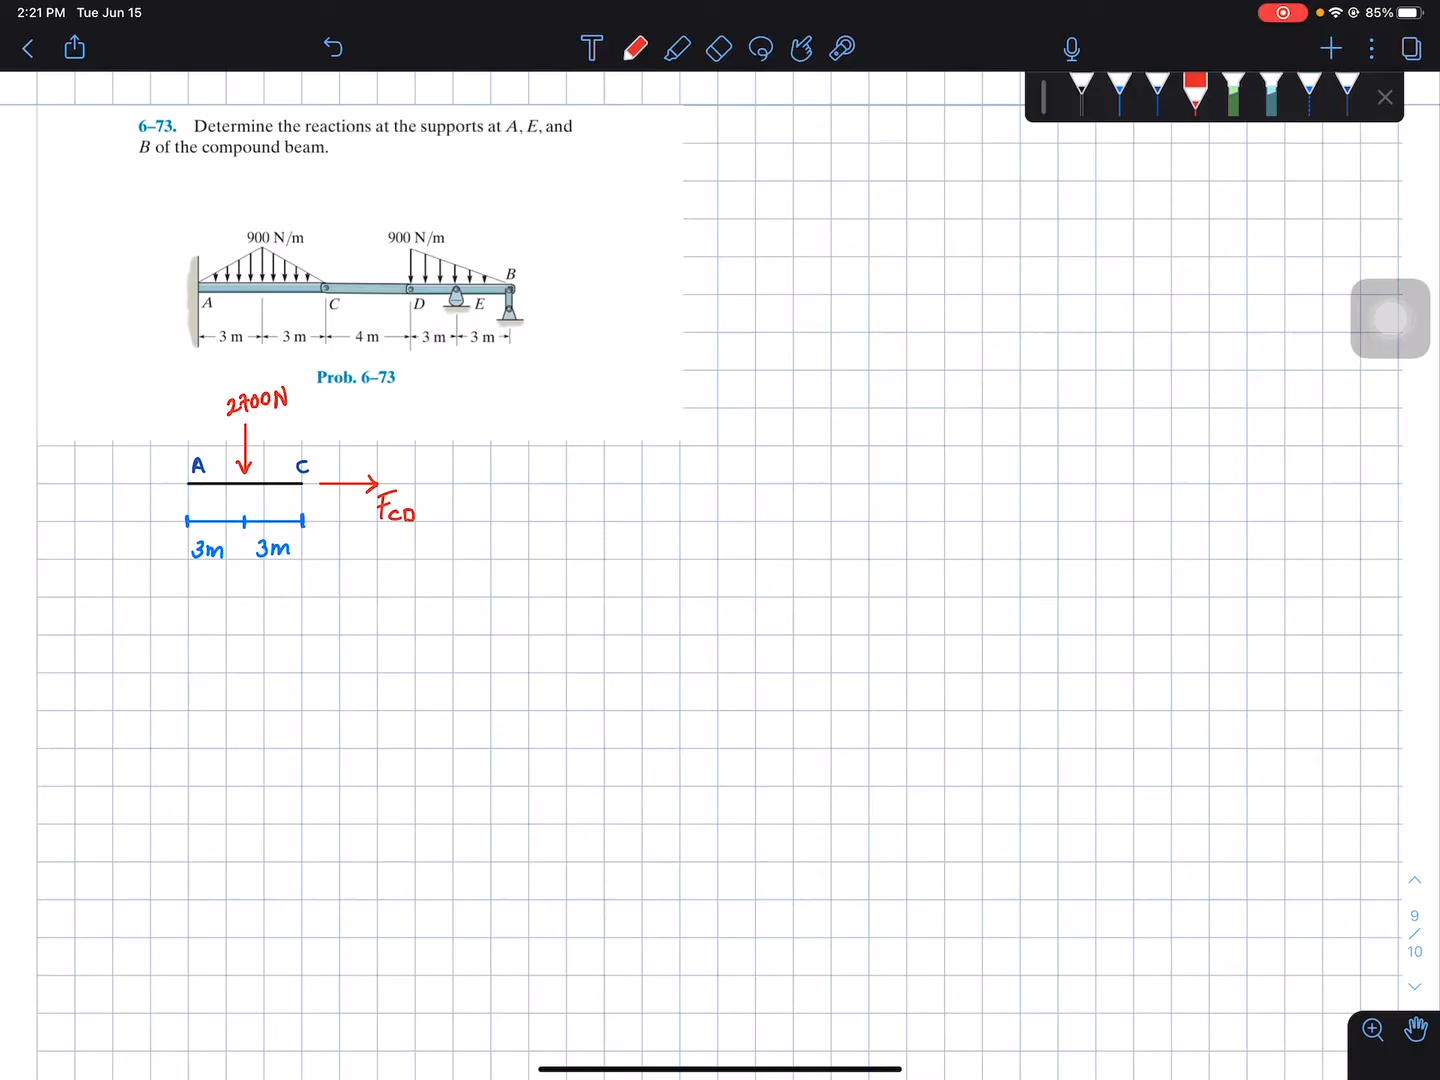 2:21 PM Tue Jun 15
85%
T
6–73. Determine the reactions at the supports at A, E, and
B of the compound beam.
900 N/m
900 N/m
B
A
C
D
E
3 m
3 m
4 m
3 m
3 m
Prob. 6–73
2700N
A
C
FCD
3m
3m
9
/
10